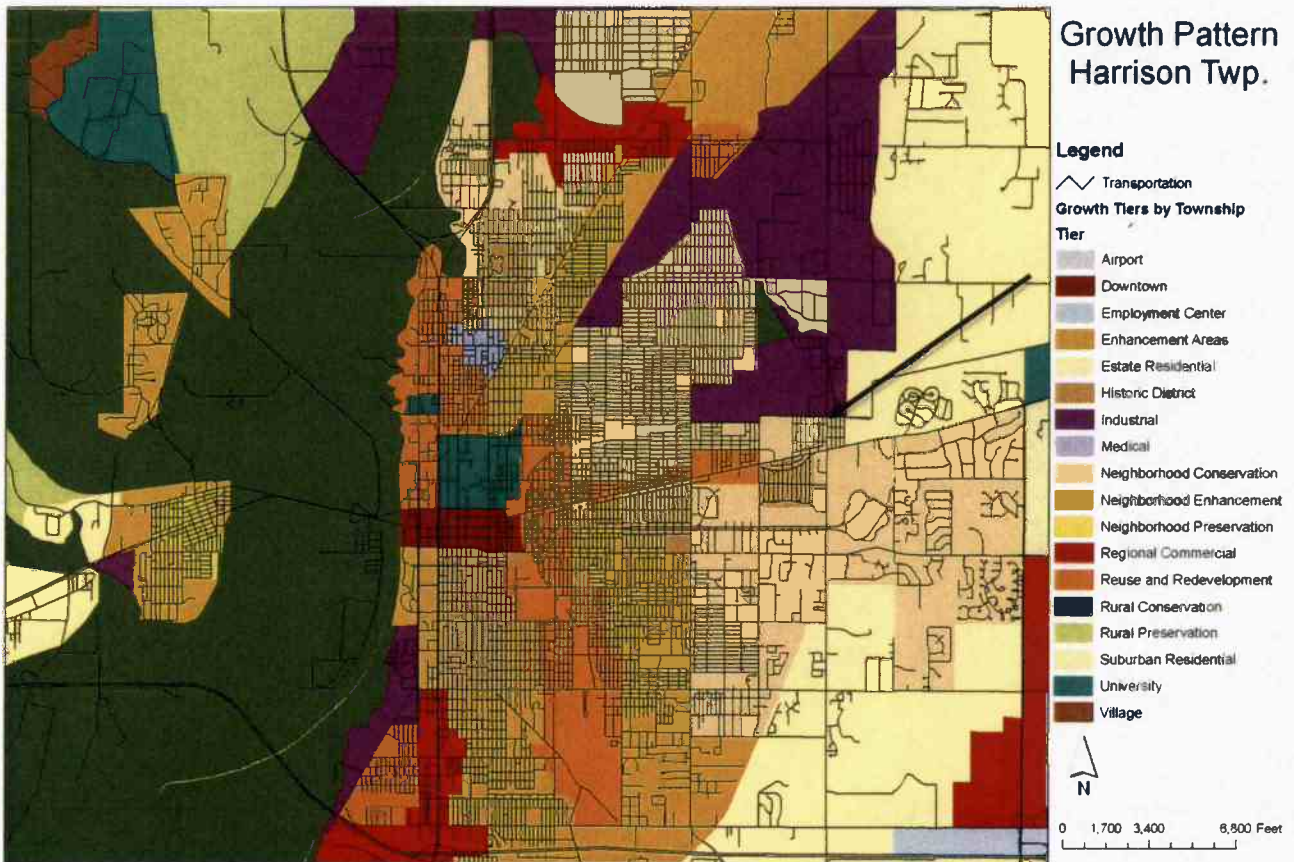 Growth Pattern
Harrison Twp.
Legend
Transportation
Growth Tiers by Township
Tier
Airport
Downtown
Employment Center
Enhancement Areas
Estate Residential
Historic District
Industrial
Medical
Neighborhood Conservation
Neighborhood Enhancement
Neighborhood Preservation
Regional Commercial
Reuse and Redevelopment
Rural Conservation
Rural Preservation
Suburban Residential
University
Village
N
0 1,700 3,400 6,800 Feet